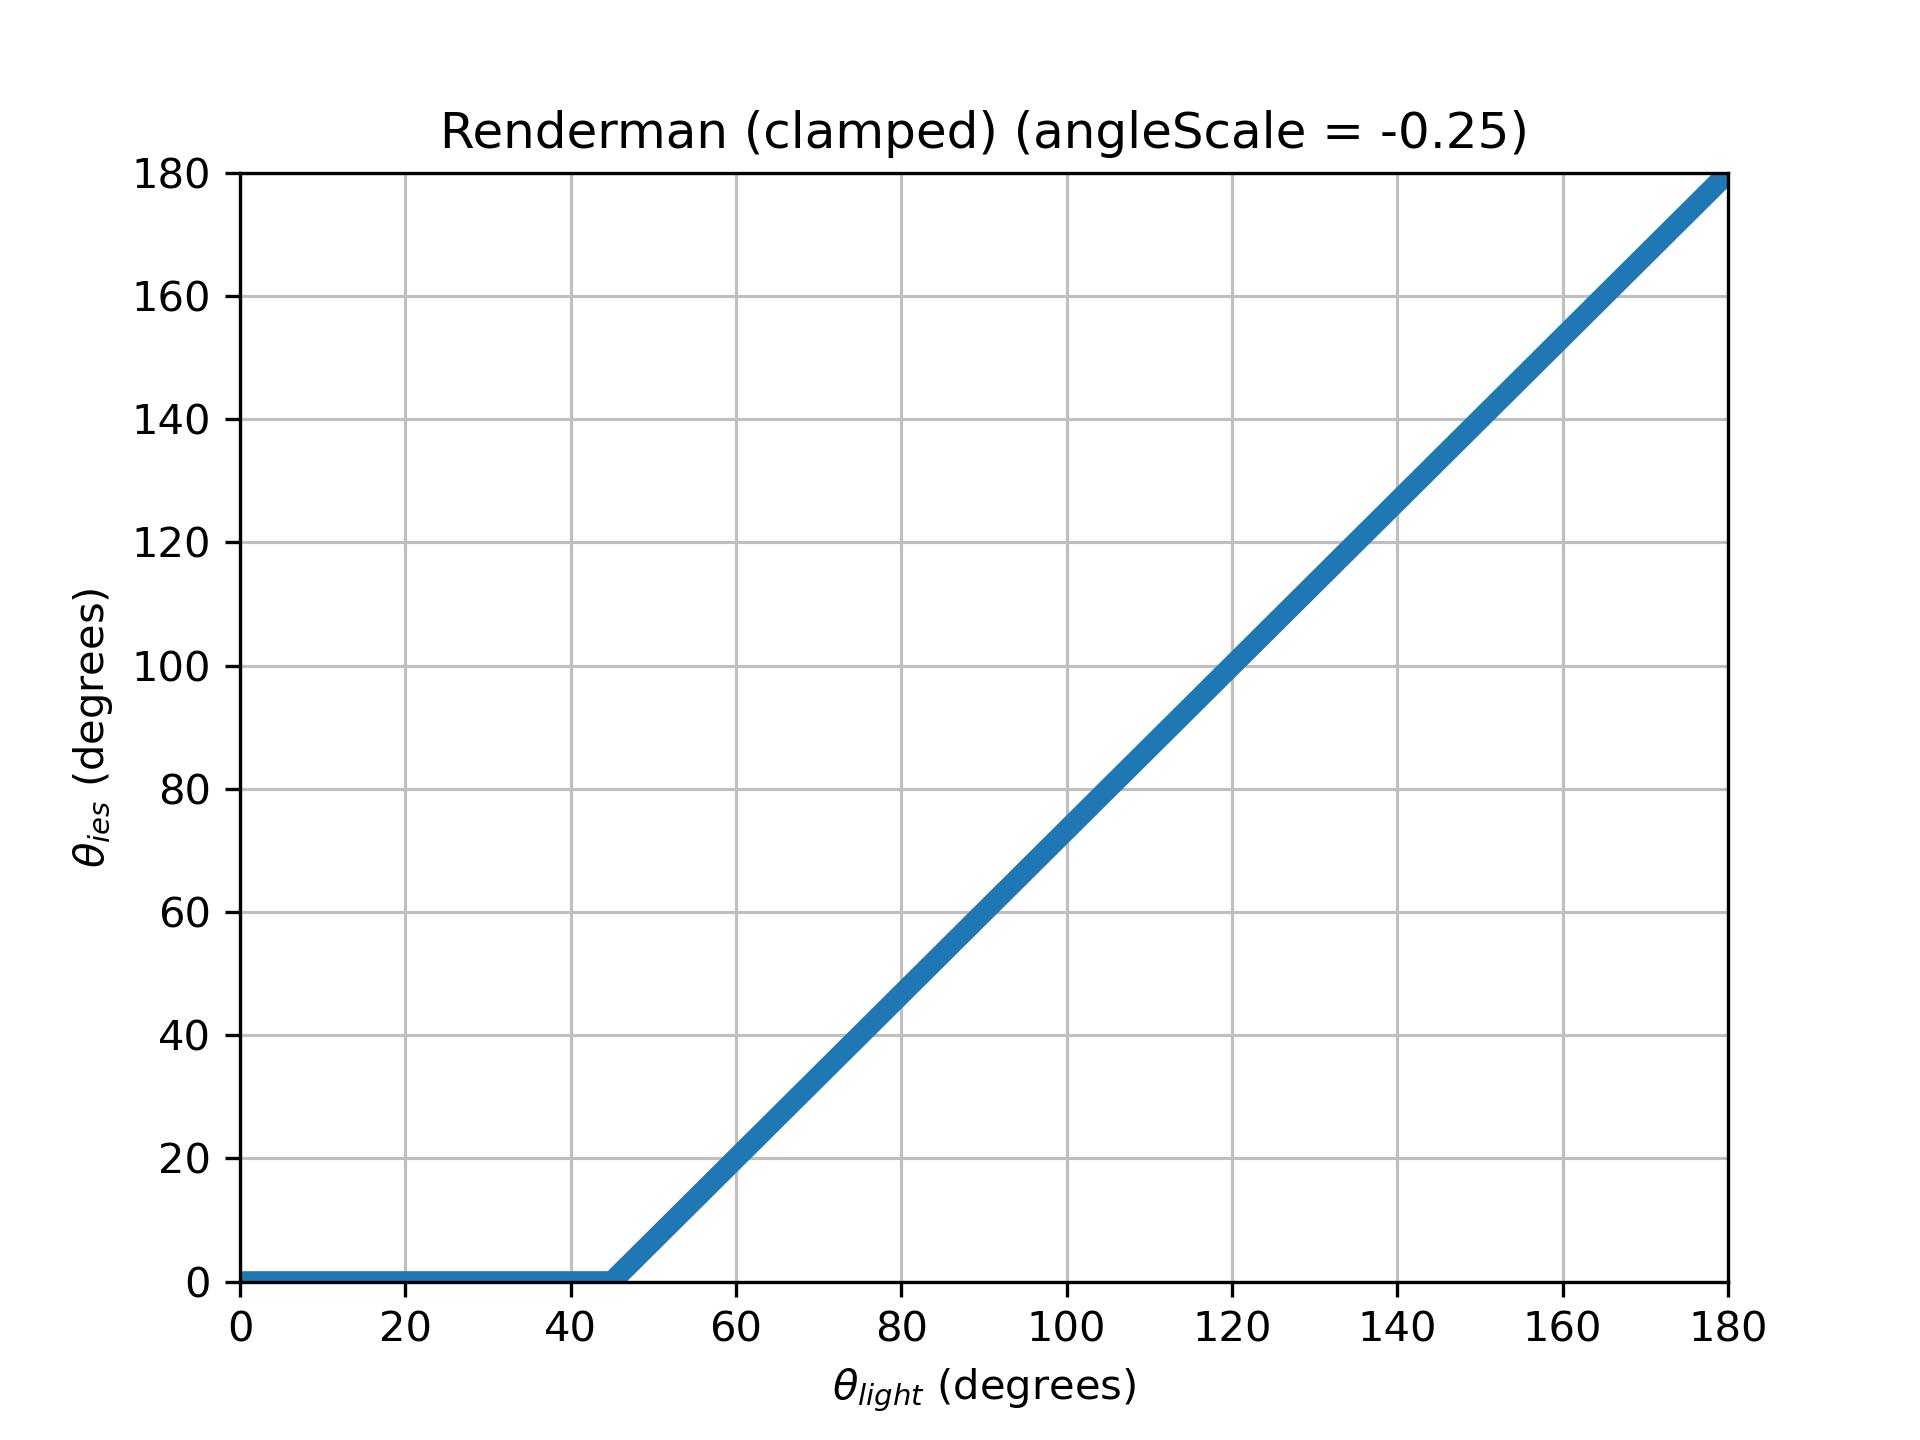 Renderman (clamped) (angleScale = -0.25)
180
160
140
120
100
80
60
40
20
0
θies (degrees)
0 20 40 60 80 100 120 140 160 180
θlight (degrees)